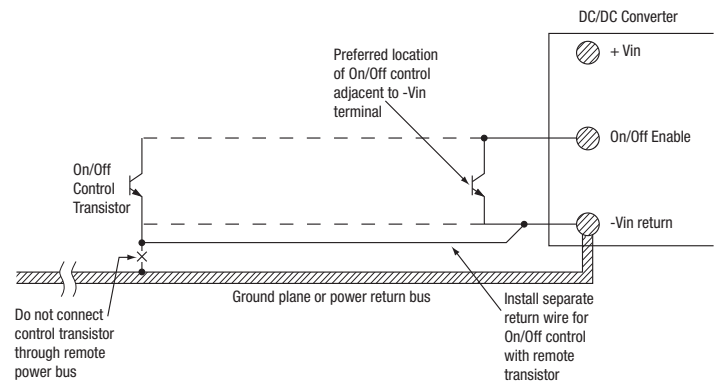 DC/DC Converter
+ Vin
Preferred location
of On/Off control
adjacent to -Vin
terminal
On/Off Enable
On/Off
Control
Transistor
-Vin return
Ground plane or power return bus
Do not connect
control transistor
through remote
power bus
Install separate
return wire for
On/Off control
with remote
transistor